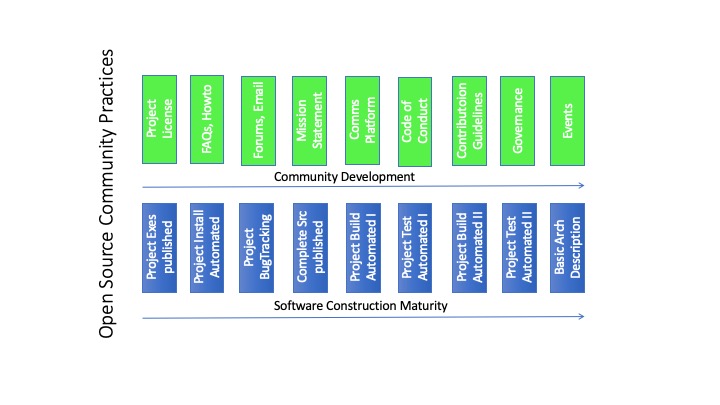 Open Source Community Practices
Project
License
FAQs, Howto
Forums, Email
Mission
Statement
Comms
Platform
Code of
Conduct
Contributoion
Guidelines
Governance
Events
Community Development
Project Exes
published
Project Install
Automated
Project
BugTracking
Complete Src
published
Project Build
Automated I
Project Test
Automated I
Project Build
Automated II
Project Test
Automated II
Basic Arch
Description
Software Construction Maturity